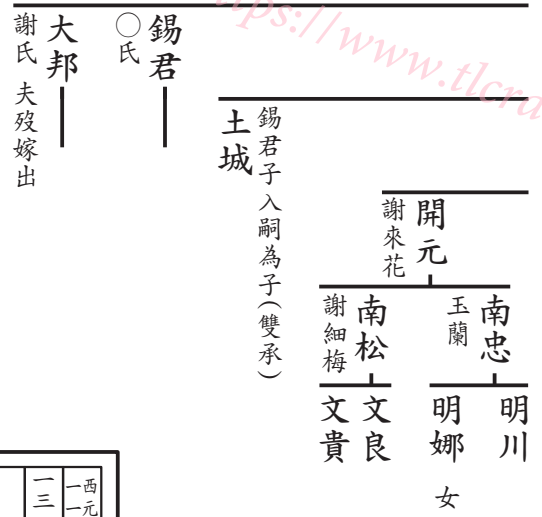 https://www.tlcra
明川
明娜 女
南忠
玉蘭
文良
文貴
南松
謝細梅
開元
謝來花
錫君子入嗣為子(雙承)
土城
錫君
〇氏
大邦
謝氏 夫歿嫁出
西元
一一
一三